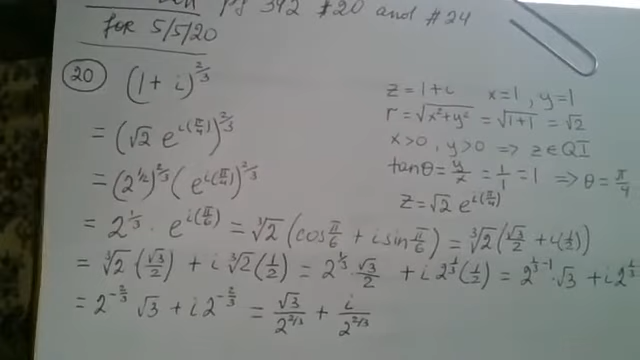 pg 342 #20 and #24
for 5/5/20
20 (1 + i)^{2/3}
= (√2 e^{i(π/4)})^{2/3}
= (2^{1/2})^{2/3} (e^{i(π/4)})^{2/3}
= 2^{1/3} · e^{i(π/6)} = ∛2 (cos π/6 + i sin π/6) = ∛2 (√3/2 + i(1/2))
= ∛2 (√3/2) + i ∛2 (1/2) = 2^{1/3} · √3/2 + i 2^{1/3} (1/2) = 2^{1/3 - 1} · √3 + i 2
= 2^{-2/3} √3 + i 2^{-2/3} = √3/2^{2/3} + i/2^{2/3}
z = 1 + i x = 1, y = 1
r = √x²+y² = √1+1 = √2
x > 0, y > 0 => z ∈ QI
tanθ = y/x = 1/1 = 1 => θ = π/4
z = √2 e^{i(π/4)}